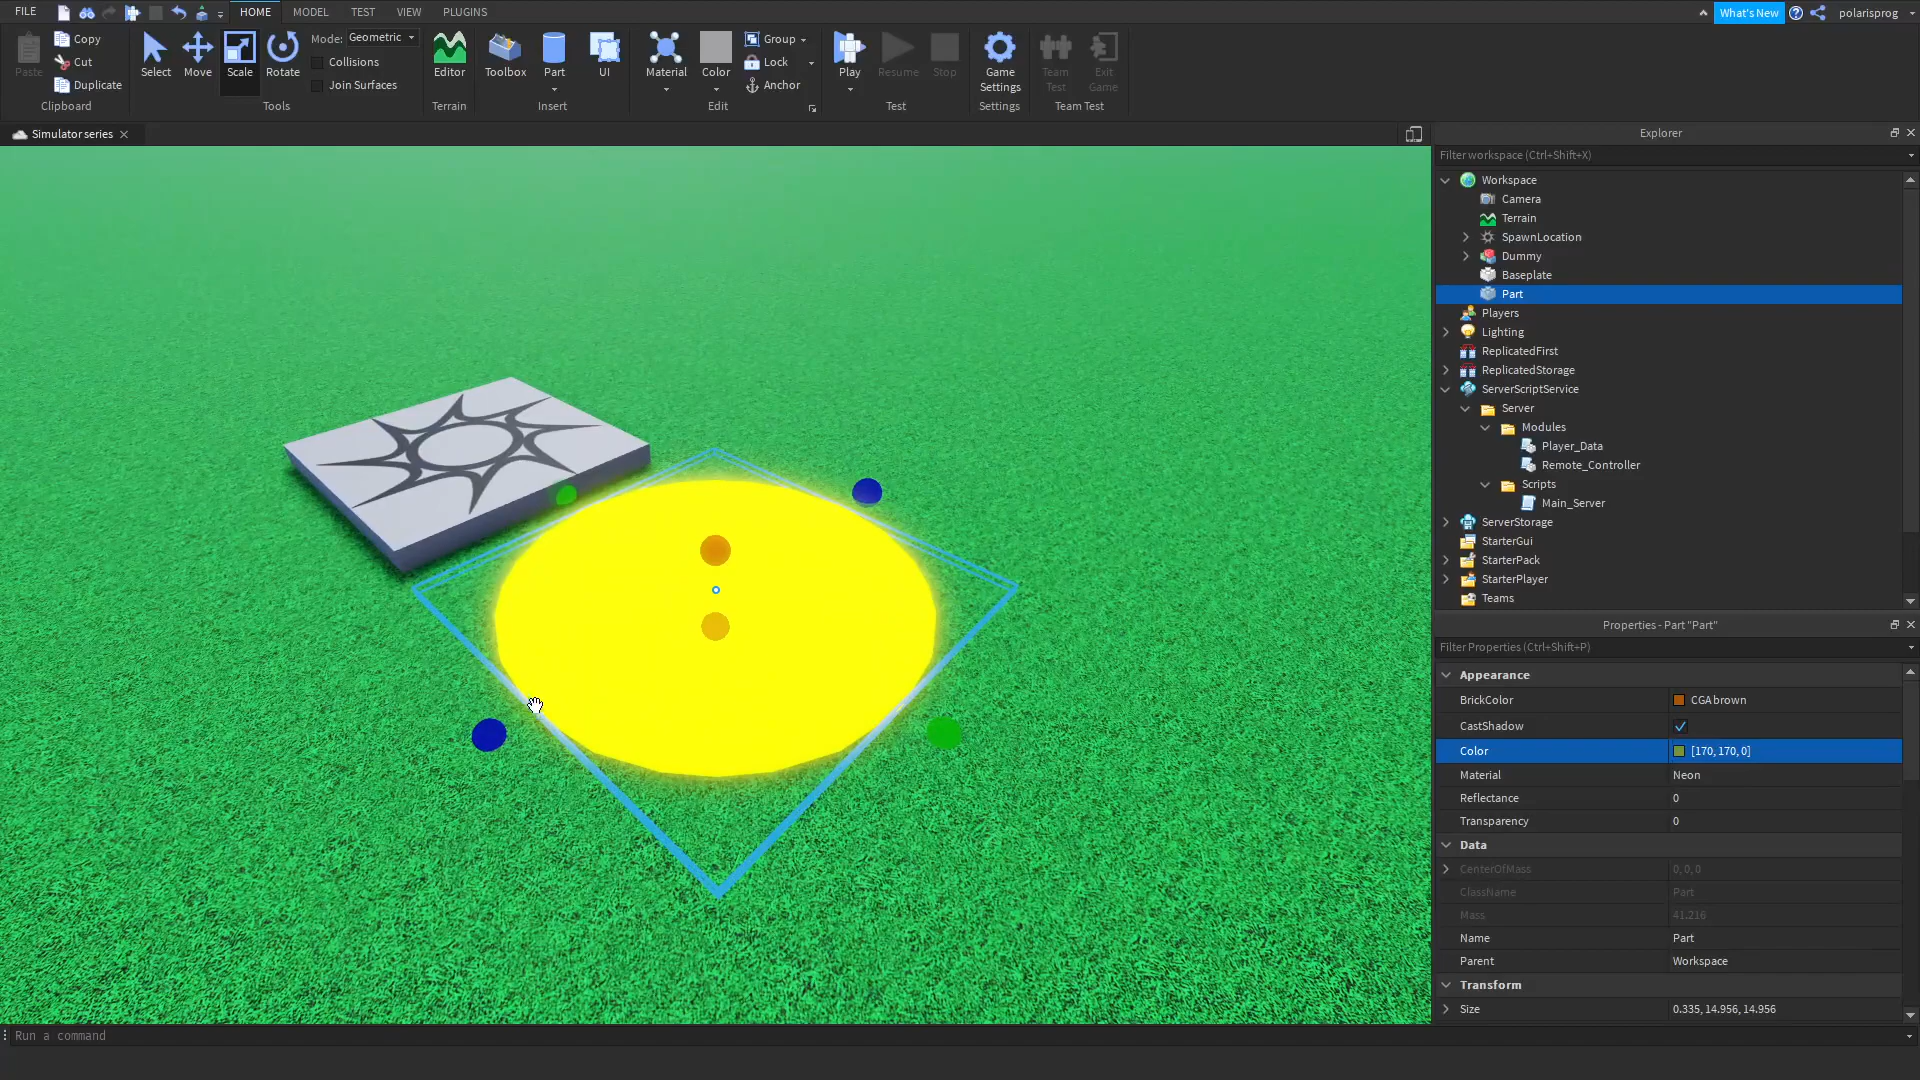 FILE
HOME
MODEL
TEST
VIEW
PLUGINS
What's New
polarisprog
Paste
Copy
Cut
Duplicate
Clipboard
Select
Move
Scale
Rotate
Mode: Geometric
Collisions
Join Surfaces
Tools
Editor
Terrain
Toolbox
Part
UI
Insert
Material
Color
Group
Lock
Anchor
Edit
Play
Resume
Stop
Test
Game
Settings
Settings
Team
Test
Exit
Game
Team Test
Simulator series
Explorer
Filter workspace (Ctrl+Shift+X)
Workspace
Camera
Terrain
SpawnLocation
Dummy
Baseplate
Part
Players
Lighting
ReplicatedFirst
ReplicatedStorage
ServerScriptService
Server
Modules
Player_Data
Remote_Controller
Scripts
Main_Server
ServerStorage
StarterGui
StarterPack
StarterPlayer
Teams
Properties - Part "Part"
Filter Properties (Ctrl+Shift+P)
Appearance
BrickColor CGA brown
CastShadow
Color [170, 170, 0]
Material Neon
Reflectance 0
Transparency 0
Data
CenterOfMass 0, 0, 0
ClassName Part
Mass 41.216
Name Part
Parent Workspace
Transform
Size 0.335, 14.956, 14.956
Run a command